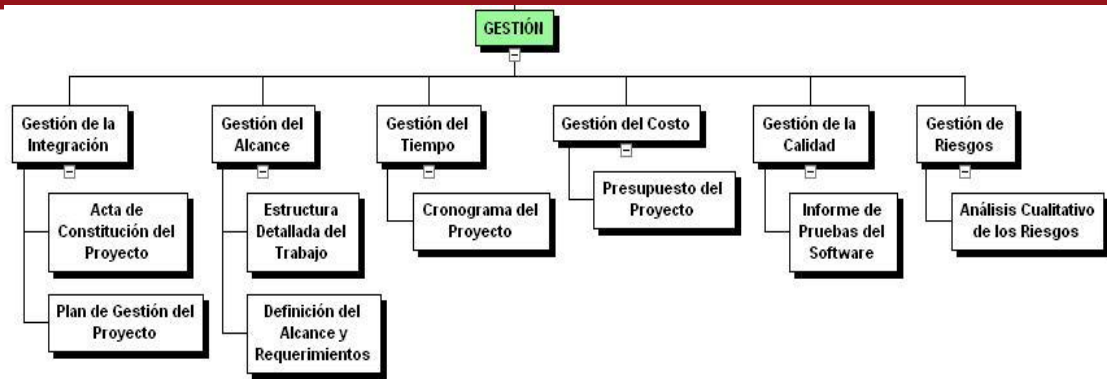 GESTIÓN
Gestión de la
Integración
Acta de
Constitución del
Proyecto
Plan de Gestión del
Proyecto
Gestión del
Alcance
Estructura
Detallada del
Trabajo
Definición del
Alcance y
Requerimientos
Gestión del
Tiempo
Cronograma del
Proyecto
Gestión del Costo
Presupuesto del
Proyecto
Gestión de la
Calidad
Informe de
Pruebas del
Software
Gestión de
Riesgos
Análisis Cualitativo
de los Riesgos